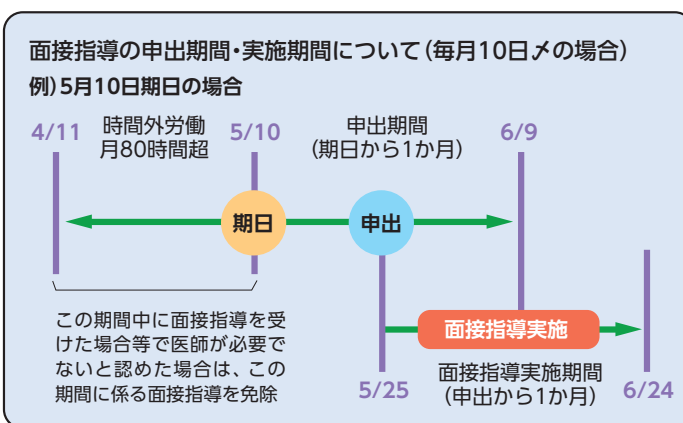 面接指導の申出期間・実施期間について（毎月10日〆の場合）
例）5月10日期日の場合
4/11
時間外労働
月80時間超
5/10
申出期間
（期日から1か月）
6/9
期日
申出
この期間中に面接指導を受
けた場合等で医師が必要で
ないと認めた場合は、この
期間に係る面接指導を免除
面接指導実施
5/25
面接指導実施期間
（申出から1か月）
6/24